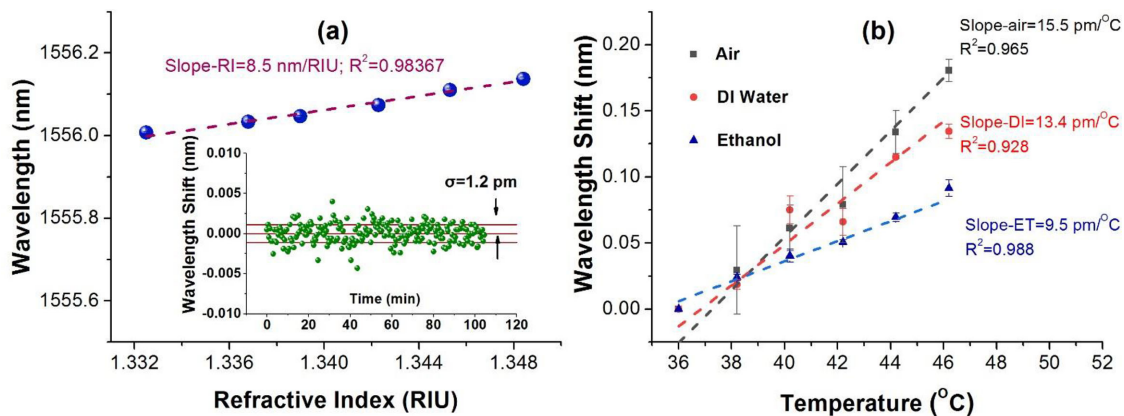 (a)
Slope-RI=8.5 nm/RIU; R²=0.98367
Wavelength (nm)
1556.2
1556.0
1555.8
1555.6
1.332
1.336
1.340
1.344
1.348
Refractive Index (RIU)
Wavelength Shift (nm)
0.010
0.005
0.000
-0.005
-0.010
σ=1.2 pm
Time (min)
0
20
40
60
80
100
120
(b)
Air
DI Water
Ethanol
Slope-air=15.5 pm/°C
R²=0.965
Slope-DI=13.4 pm/°C
R²=0.928
Slope-ET=9.5 pm/°C
R²=0.988
Wavelength Shift (nm)
0.20
0.15
0.10
0.05
0.00
36
38
40
42
44
46
48
50
52
Temperature (°C)